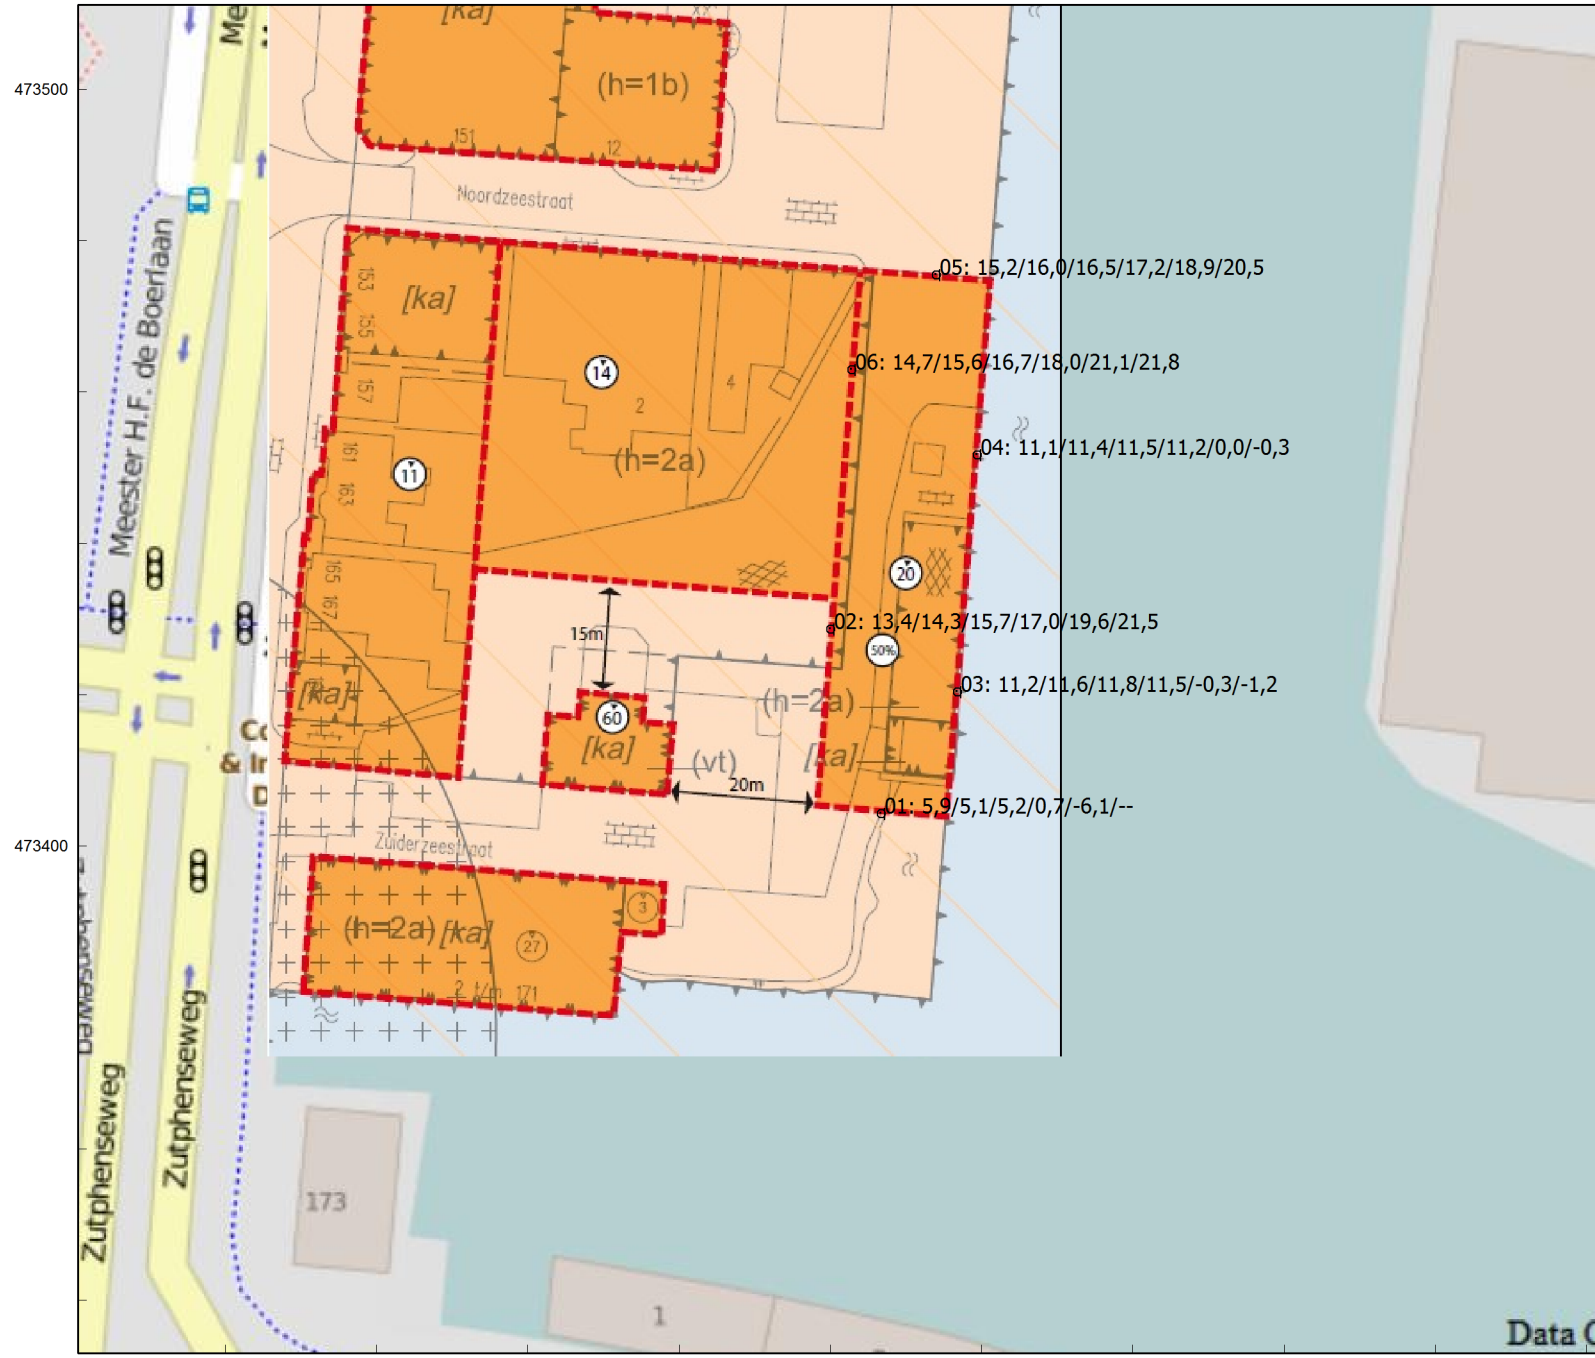 [ka]
Me
473500
(h=1b)
151
12
Noordzeestraat
Meester H.F. de Boerlaan
153
155
157
161
163
165
167
[ka]
14
2
4
(h=2a)
11
05: 15,2/16,0/16,5/17,2/18,9/20,5
06: 14,7/15,6/16,7/18,0/21,1/21,8
04: 11,1/11,4/11,5/11,2/0,0/-0,3
20
02: 13,4/14,3/15,7/17,0/19,6/21,5
15m
50%
03: 11,2/11,6/11,8/11,5/-0,3/-1,2
[ka]
(h=2a)
60
[ka]
(vt)
[ka]
20m
01: 5,9/5,1/5,2/0,7/-6,1/--
Co
& In
D
473400
Zuiderzeestraat
(h=2a)
[ka]
27
3
2 t/m 171
Zutphenseweg
Zutphenseweg
173
1
Data